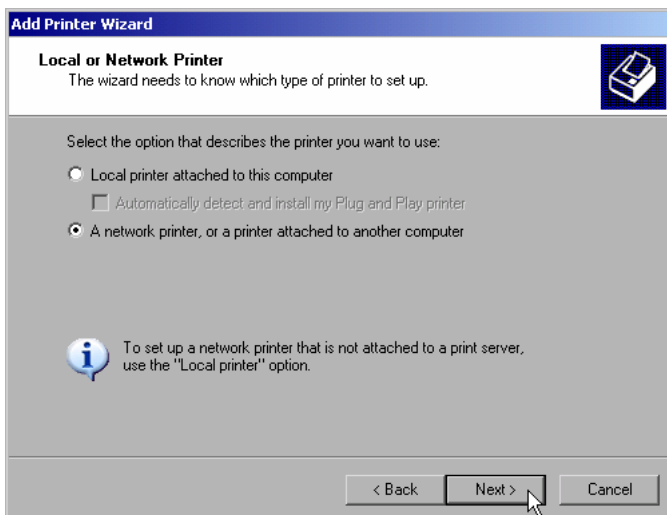 Add Printer Wizard
Local or Network Printer
The wizard needs to know which type of printer to set up.
Select the option that describes the printer you want to use:
Local printer attached to this computer
Automatically detect and install my Plug and Play printer
A network printer, or a printer attached to another computer
To set up a network printer that is not attached to a print server,
use the "Local printer" option.
< Back
Next >
Cancel